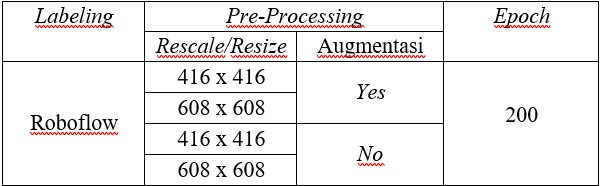 Labeling Pre-Processing Epoch
Rescale/Resize Augmentasi
416 x 416
Yes
608 x 608
Roboflow 200
416 x 416
No
608 x 608